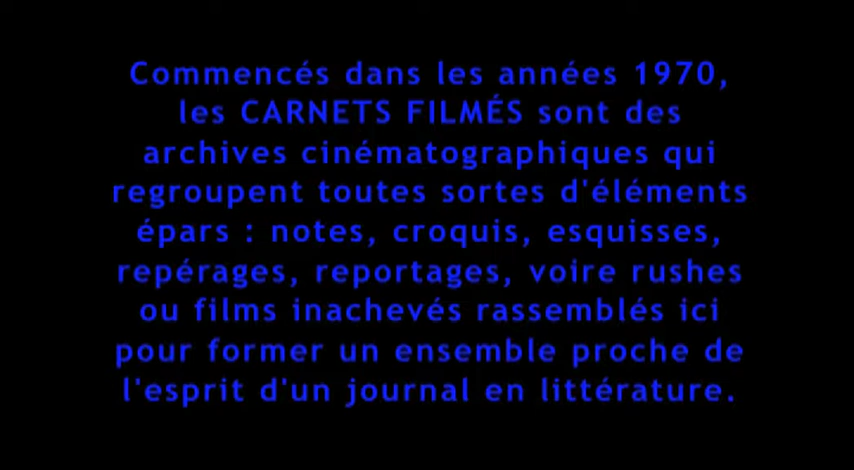 Commencés dans les années 1970,
les CARNETS FILMÉS sont des
archives cinématographiques qui
regroupent toutes sortes d'éléments
épars : notes, croquis, esquisses,
repérages, reportages, voire rushes
ou films inachevés rassemblés ici
pour former un ensemble proche de
l'esprit d'un journal en littérature.